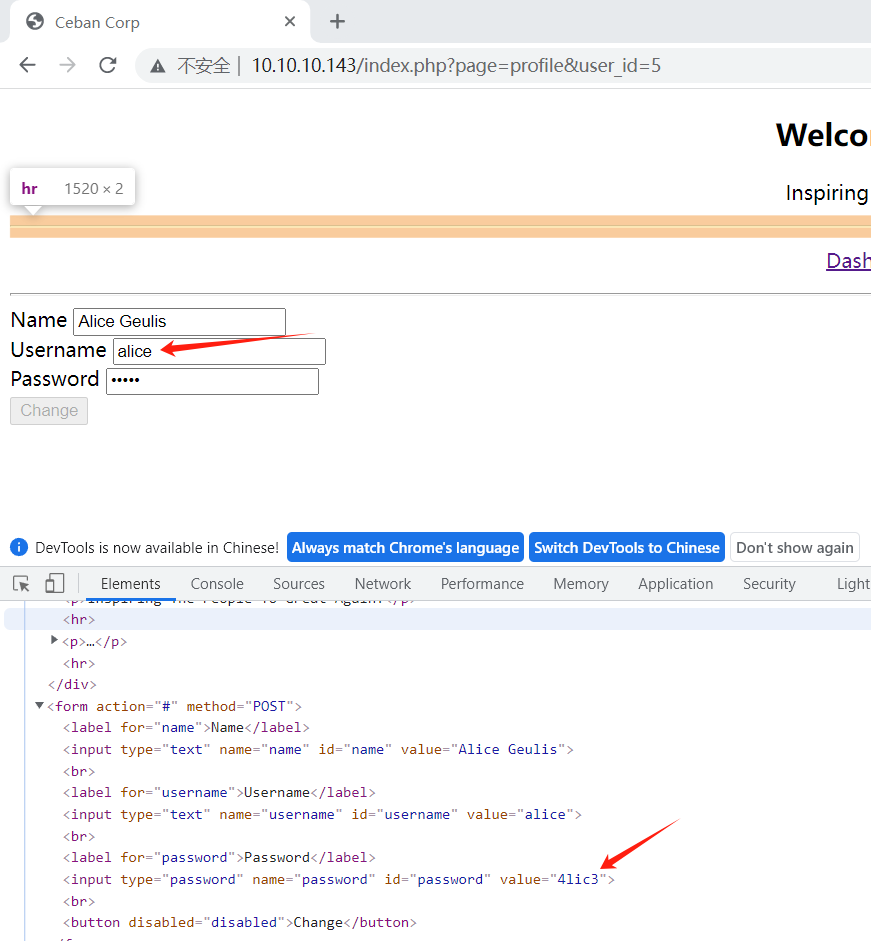 Ceban Corp
不安全 | 10.10.10.143/index.php?page=profile&user_id=5
Welco
hr 1520 × 2
Inspiring
Dash
Name Alice Geulis
Username alice
Password •••••
Change
DevTools is now available in Chinese! Always match Chrome's language Switch DevTools to Chinese Don't show again
Elements Console Sources Network Performance Memory Application Security Light
<p>Inspiring The People To Great Again!</p>
<hr>
<p>…</p>
<hr>
</div>
<form action="#" method="POST">
<label for="name">Name</label>
<input type="text" name="name" id="name" value="Alice Geulis">
<br>
<label for="username">Username</label>
<input type="text" name="username" id="username" value="alice">
<br>
<label for="password">Password</label>
<input type="password" name="password" id="password" value="4lic3">
<br>
<button disabled="disabled">Change</button>